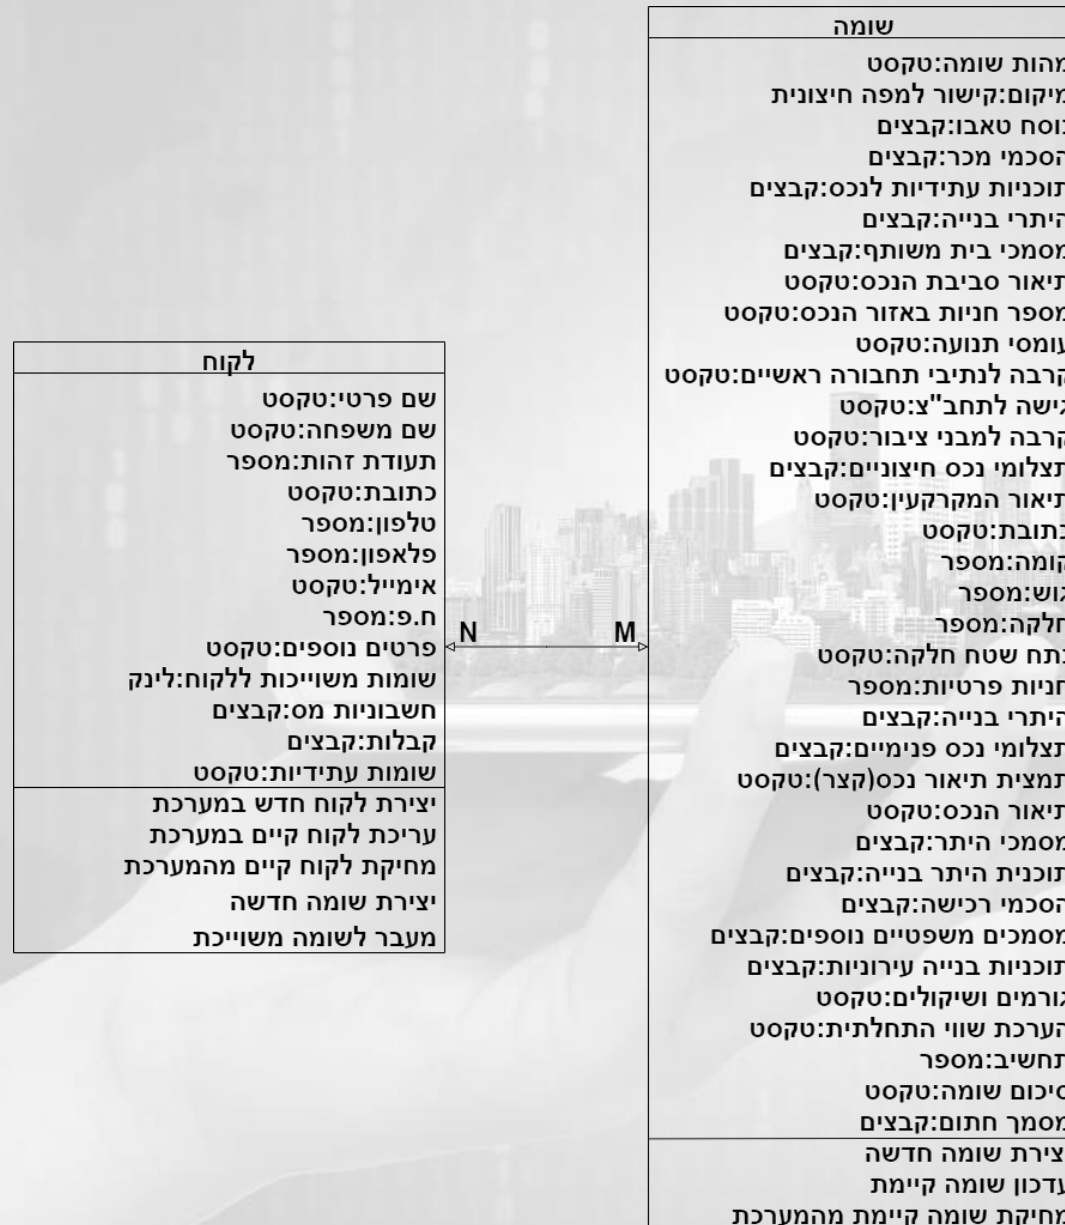 שומה
מהות שומה:טקסט
מיקום:קישור למפה חיצונית
נוסח טאבו:קבצים
הסכמי מכר:קבצים
תוכניות עתידיות לנכס:קבצים
היתרי בנייה:קבצים
מסמכי בית משותף:קבצים
תיאור סביבת הנכס:טקסט
מספר חניות באזור הנכס:טקסט
עומסי תנועה:טקסט
קרבה לנתיבי תחבורה ראשיים:טקסט
גישה לתחב"צ:טקסט
קרבה למבני ציבור:טקסט
תצלומי נכס חיצוניים:קבצים
תיאור המקרקעין:טקסט
כתובת:טקסט
קומה:מספר
גוש:מספר
חלקה:מספר
נתח שטח חלקה:טקסט
חניות פרטיות:מספר
היתרי בנייה:קבצים
תצלומי נכס פנימיים:קבצים
תמצית תיאור נכס(קצר):טקסט
תיאור הנכס:טקסט
מסמכי היתר:קבצים
תוכנית היתר בנייה:קבצים
הסכמי רכישה:קבצים
מסמכים משפטיים נוספים:קבצים
תוכניות בנייה עירוניות:קבצים
גורמים ושיקולים:טקסט
הערכת שווי התחלתית:טקסט
תחשיב:מספר
סיכום שומה:טקסט
מסמך חתום:קבצים
יצירת שומה חדשה
עדכון שומה קיימת
מחיקת שומה קיימת מהמערכת
M
N
לקוח
שם פרטי:טקסט
שם משפחה:טקסט
תעודת זהות:מספר
כתובת:טקסט
טלפון:מספר
פלאפון:מספר
אימייל:טקסט
ח.פ:מספר
פרטים נוספים:טקסט
שומות משוייכות ללקוח:לינק
חשבוניות מס:קבצים
קבלות:קבצים
שומות עתידיות:טקסט
יצירת לקוח חדש במערכת
עריכת לקוח קיים במערכת
מחיקת לקוח קיים מהמערכת
יצירת שומה חדשה
מעבר לשומה משוייכת